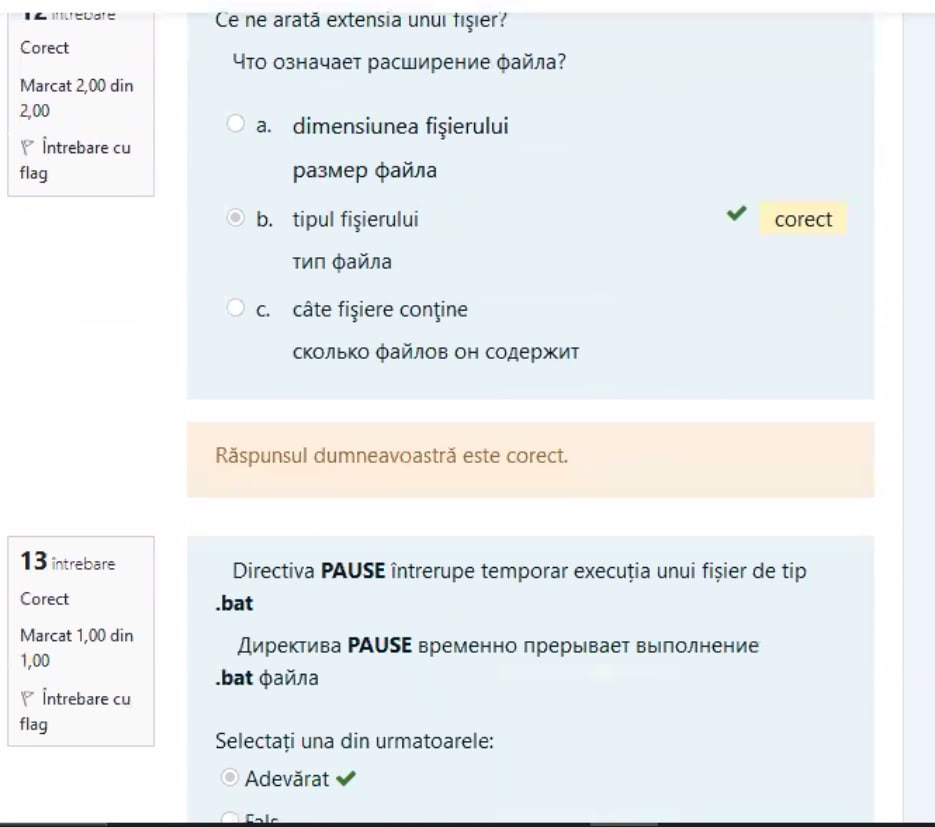 12 întrebare
Ce ne arată extensia unui fişier?
Corect
Что означает расширение файла?
Marcat 2,00 din
2,00
Întrebare cu
flag
a. dimensiunea fişierului
размер файла
b. tipul fişierului
corect
тип файла
c. câte fişiere conţine
сколько файлов он содержит
Răspunsul dumneavoastră este corect.
13 întrebare
Corect
Marcat 1,00 din
1,00
Întrebare cu
flag
Directiva PAUSE întrerupe temporar execuția unui fișier de tip
.bat
Директива PAUSE временно прерывает выполнение
.bat файла
Selectați una din urmatoarele:
Adevărat
Fals